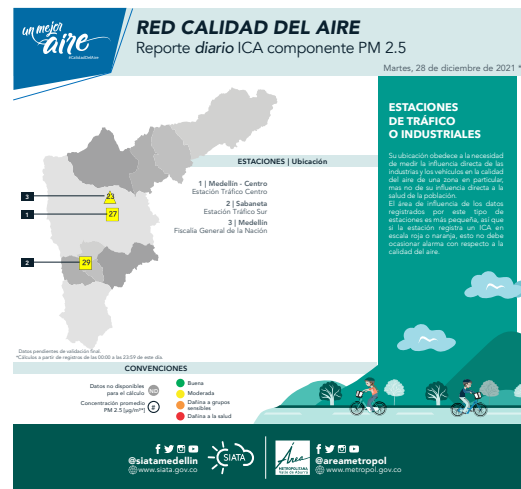 un mejor
aire
#CalidadDelAire
RED CALIDAD DEL AIRE
Reporte diario ICA componente PM 2.5
Martes, 28 de diciembre de 2021 *
ESTACIONES | Ubicación
1 | Medellín - Centro
Estación Tráfico Centro
2 | Sabaneta
Estación Tráfico Sur
3 | Medellín
Fiscalía General de la Nación
3
23
1
27
2
29
ESTACIONES
DE TRÁFICO
O INDUSTRIALES
Su ubicación obedece a la necesidad
de medir la influencia directa de las
industrias y los vehículos en la calidad
del aire de una zona en particular,
mas no de su influencia directa a la
salud de la población.
El área de influencia de los datos
registrados por este tipo de
estaciones es más pequeña, así que
si la estación registra un ICA en
escala roja o naranja, esto no debe
ocasionar alarma con respecto a la
calidad del aire.
Datos pendientes de validación final.
*Cálculos a partir de registros de las 00:00 a las 23:59 de este día.
CONVENCIONES
Datos no disponibles
para el cálculo
ND
Concentración promedio
PM 2.5 [µg/m³*]
#
Buena
Moderada
Dañina a grupos
sensibles
Dañina a la salud
@siatamedellin
www.siata.gov.co
SIATA
Área
METROPOLITANA
Valle de Aburrá
@areametropol
www.metropol.gov.co